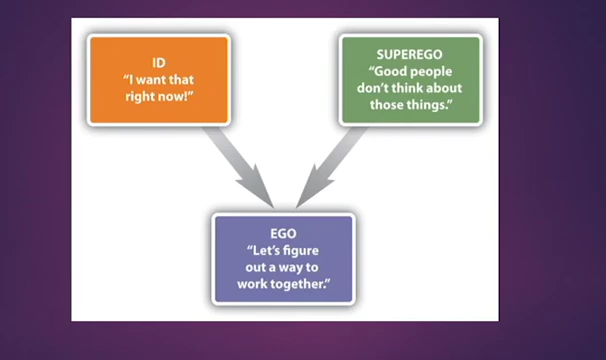 ID
“I want that
right now!”
SUPEREGO
“Good people
don’t think about
those things.”
EGO
“Let’s figure
out a way to
work together.”